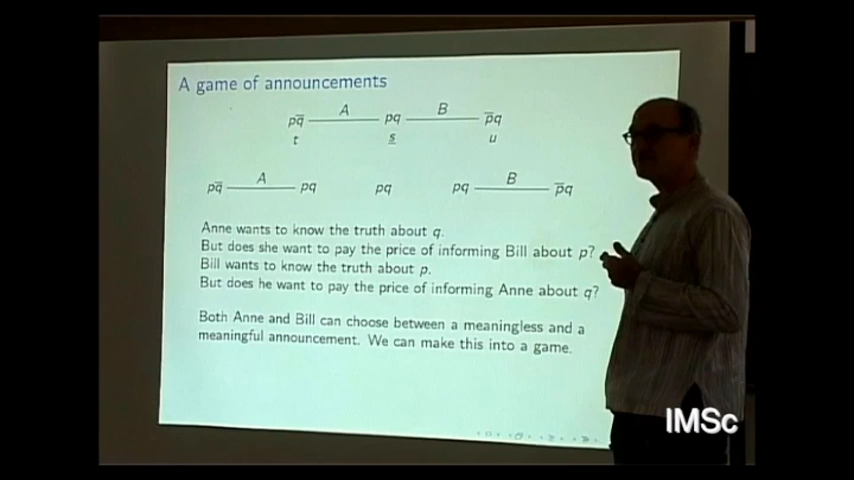 A game of announcements
pq̅ —A— pq —B— p̅q
t s u
pq̅ —A— pq pq pq —B— p̅q
Anne wants to know the truth about q.
But does she want to pay the price of informing Bill about p?
Bill wants to know the truth about p.
But does he want to pay the price of informing Anne about q?
Both Anne and Bill can choose between a meaningless and a
meaningful announcement. We can make this into a game.
IMSc